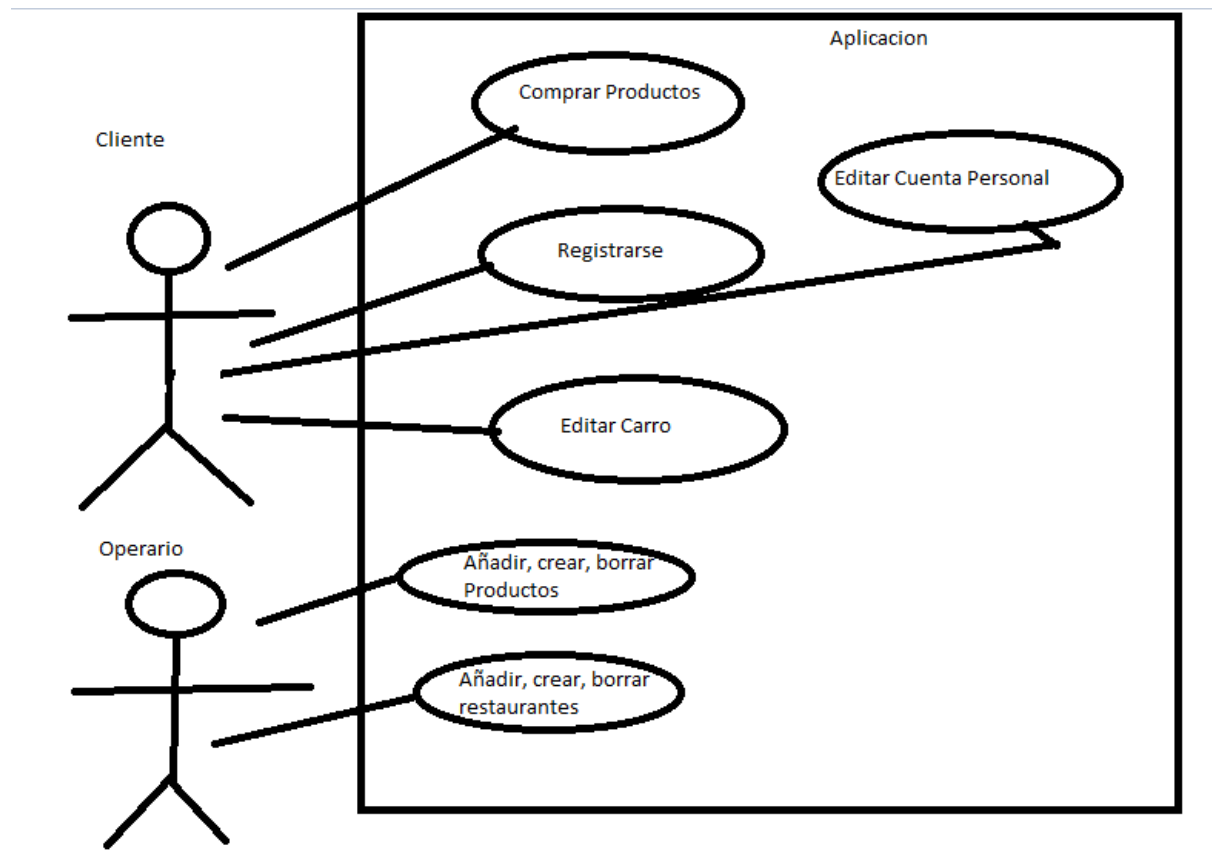 Aplicacion
Comprar Productos
Cliente
Editar Cuenta Personal
Registrarse
Editar Carro
Operario
Añadir, crear, borrar
Productos
Añadir, crear, borrar
restaurantes